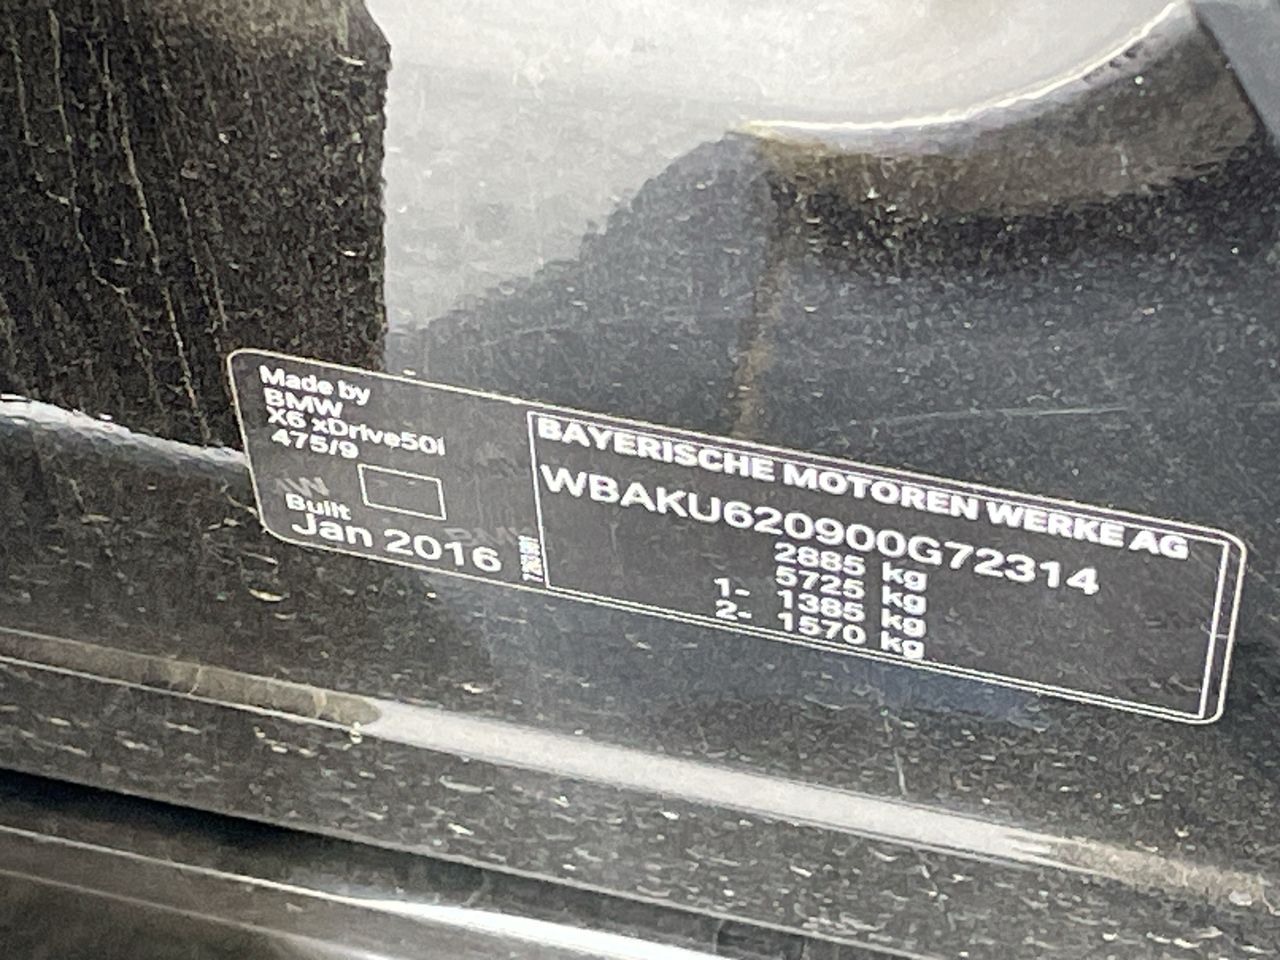 Made by
BMW
X6 xDrive50i
475/9
Built
Jan 2016
BAYERISCHE MOTOREN WERKE AG
WBAKU620900G72314
2885 kg
5725 kg
1- 1385 kg
2- 1570 kg